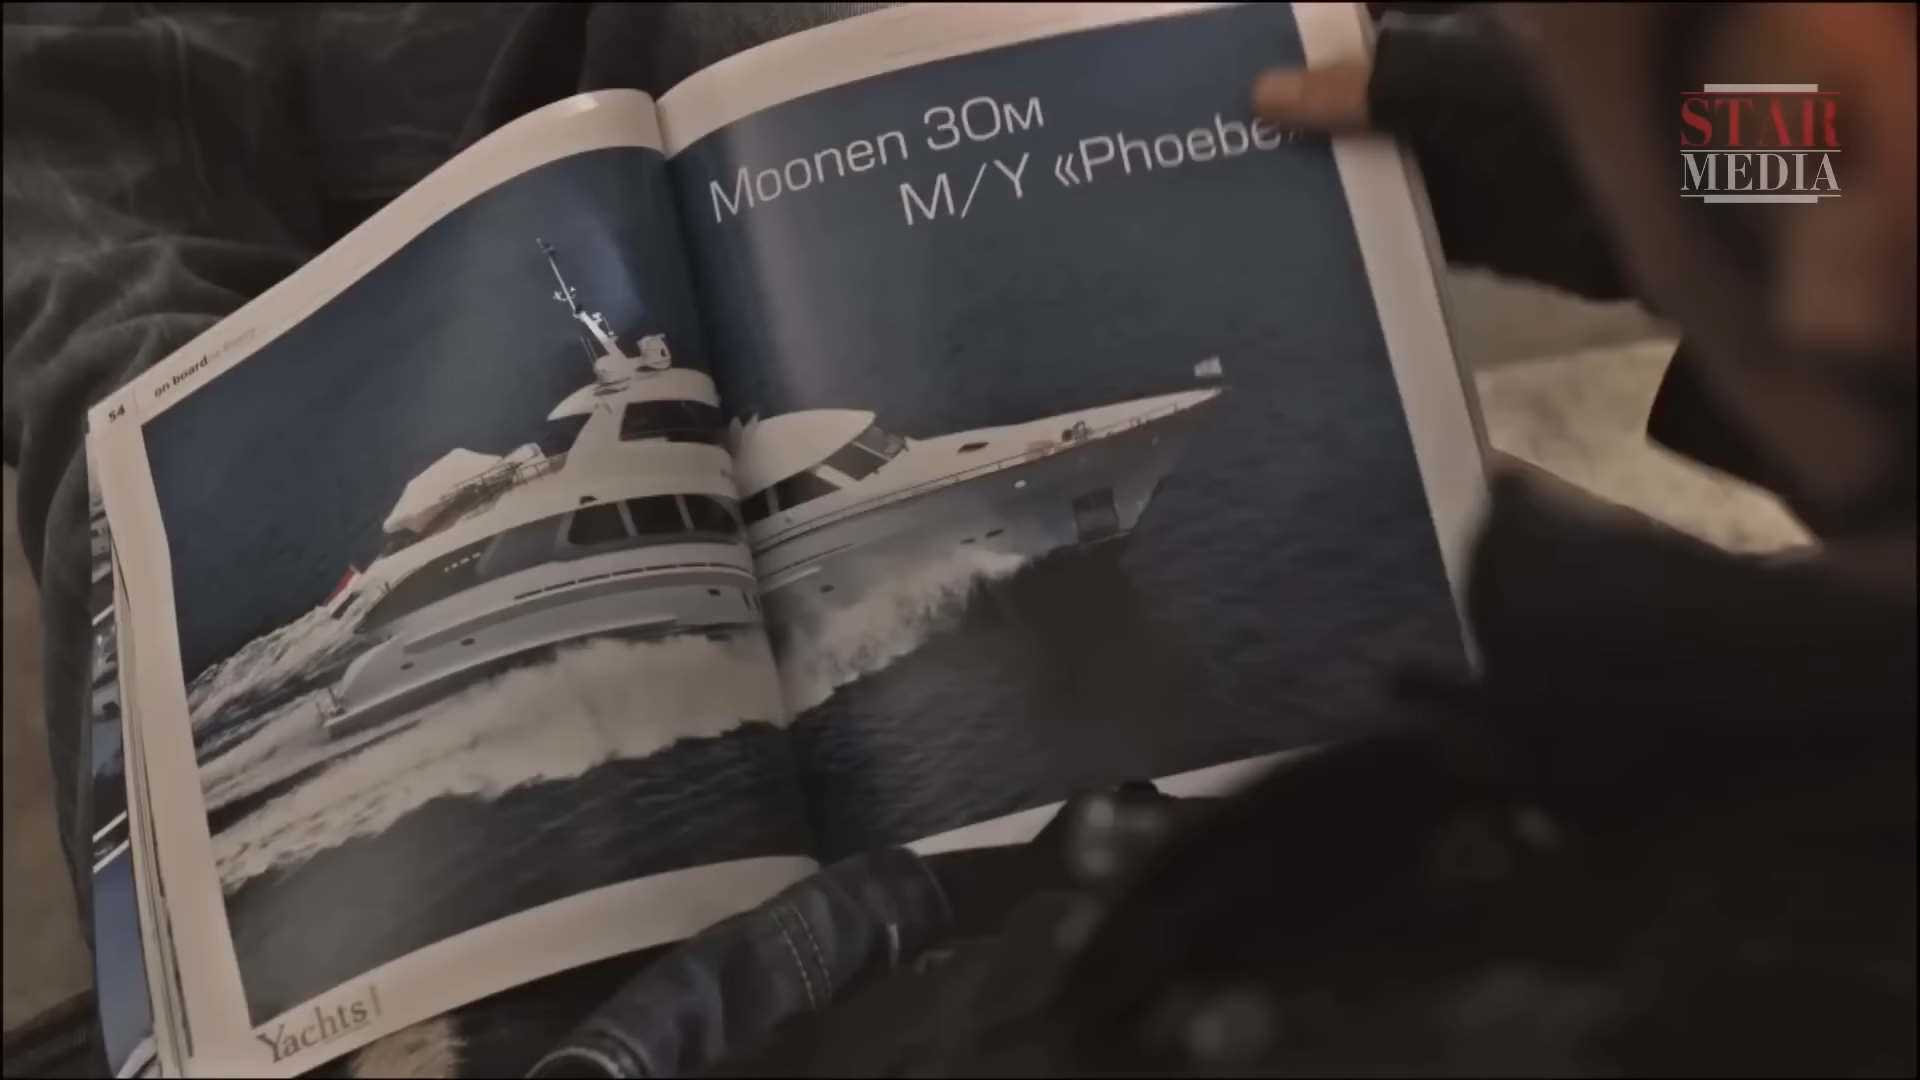 Moonen 30м
M/Y «Phoebe»
STAR
MEDIA
54 on board
Yachts